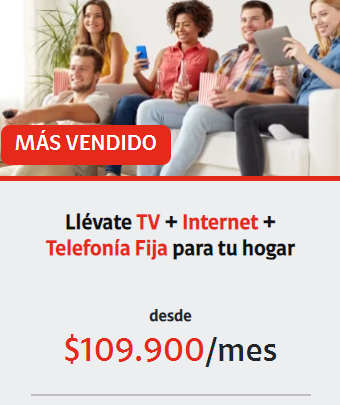 MÁS VENDIDO
Llévate TV + Internet +
Telefonía Fija para tu hogar
desde
$109.900/mes